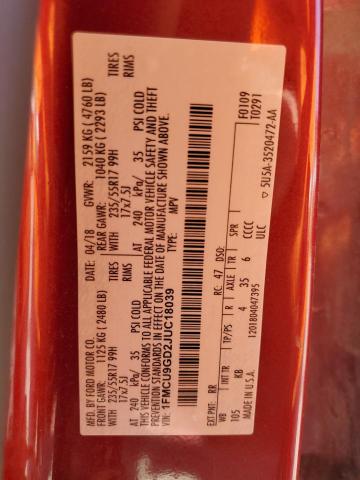 MFD. BY FORD MOTOR CO.
DATE: 04/18 GVWR: 2159 KG ( 4760 LB)
FRONT GAWR: 1125 KG ( 2480 LB) REAR GAWR: 1040 KG ( 2293 LB)
WITH 235/55R17 99H TIRES WITH 235/55R17 99H TIRES
17x7.5J RIMS 17x7.5J RIMS
AT 240 kPa/ 35 PSI COLD AT 240 kPa/ 35 PSI COLD
THIS VEHICLE CONFORMS TO ALL APPLICABLE FEDERAL MOTOR VEHICLE SAFETY AND THEFT
PREVENTION STANDARDS IN EFFECT ON THE DATE OF MANUFACTURE SHOWN ABOVE.
VIN: 1FMCU9GD2JUC18039
TYPE: MPV
F0109
T0291
EXT PNT: RR RC: 47 DSO:
WB INT TR TP/PS R AXLE TR SPR
105 KB 4 35 6 CCCC
MADE IN U.S.A. ULC
1201804047395
5U5A-3520472-AA